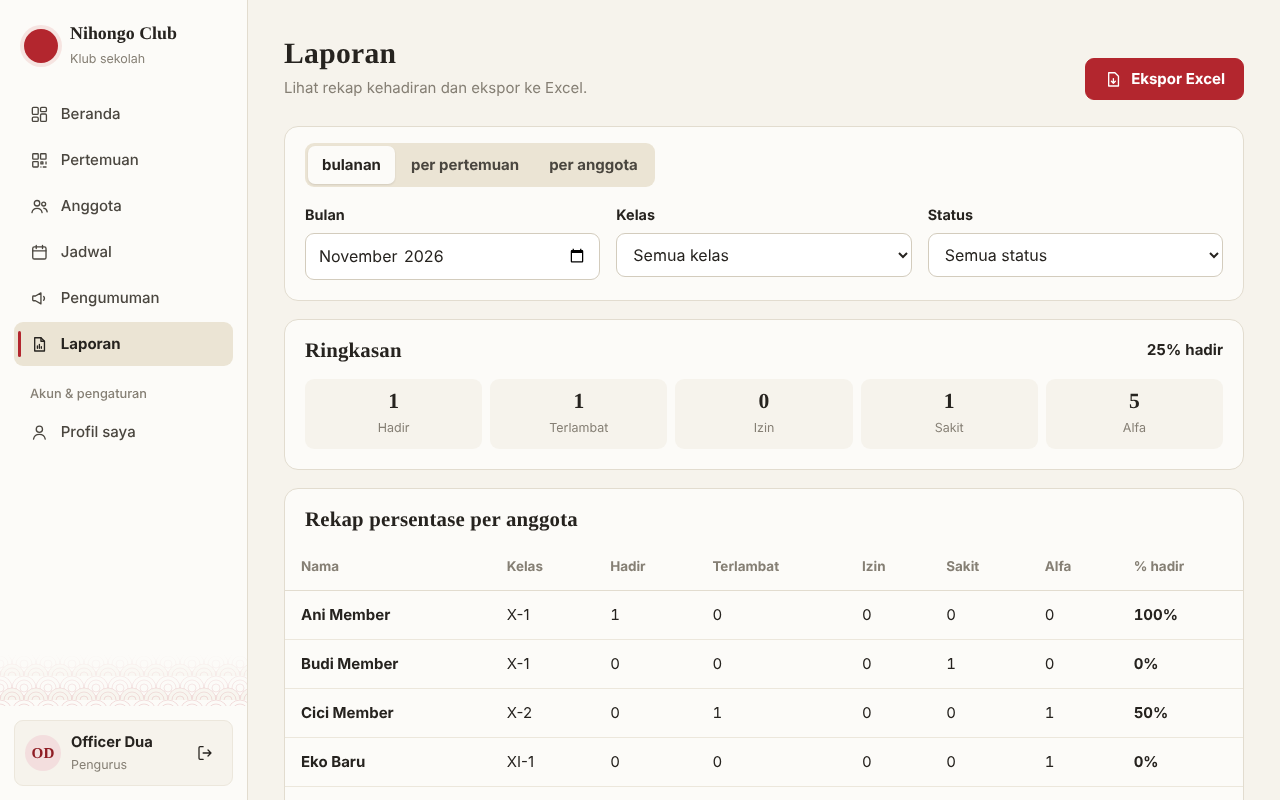 Nihongo Club
Klub sekolah
Beranda
Pertemuan
Anggota
Jadwal
Pengumuman
Laporan
Akun & pengaturan
Profil saya
OD
Officer Dua
Pengurus
Laporan
Lihat rekap kehadiran dan ekspor ke Excel.
Ekspor Excel
bulanan per pertemuan per anggota
Bulan Kelas Status
November 2026 Semua kelas Semua status
Ringkasan 25% hadir
1 1 0 1 5
Hadir Terlambat Izin Sakit Alfa
Rekap persentase per anggota
Nama Kelas Hadir Terlambat Izin Sakit Alfa % hadir
Ani Member X-1 1 0 0 0 0 100%
Budi Member X-1 0 0 0 1 0 0%
Cici Member X-2 0 1 0 0 1 50%
Eko Baru XI-1 0 0 0 0 1 0%